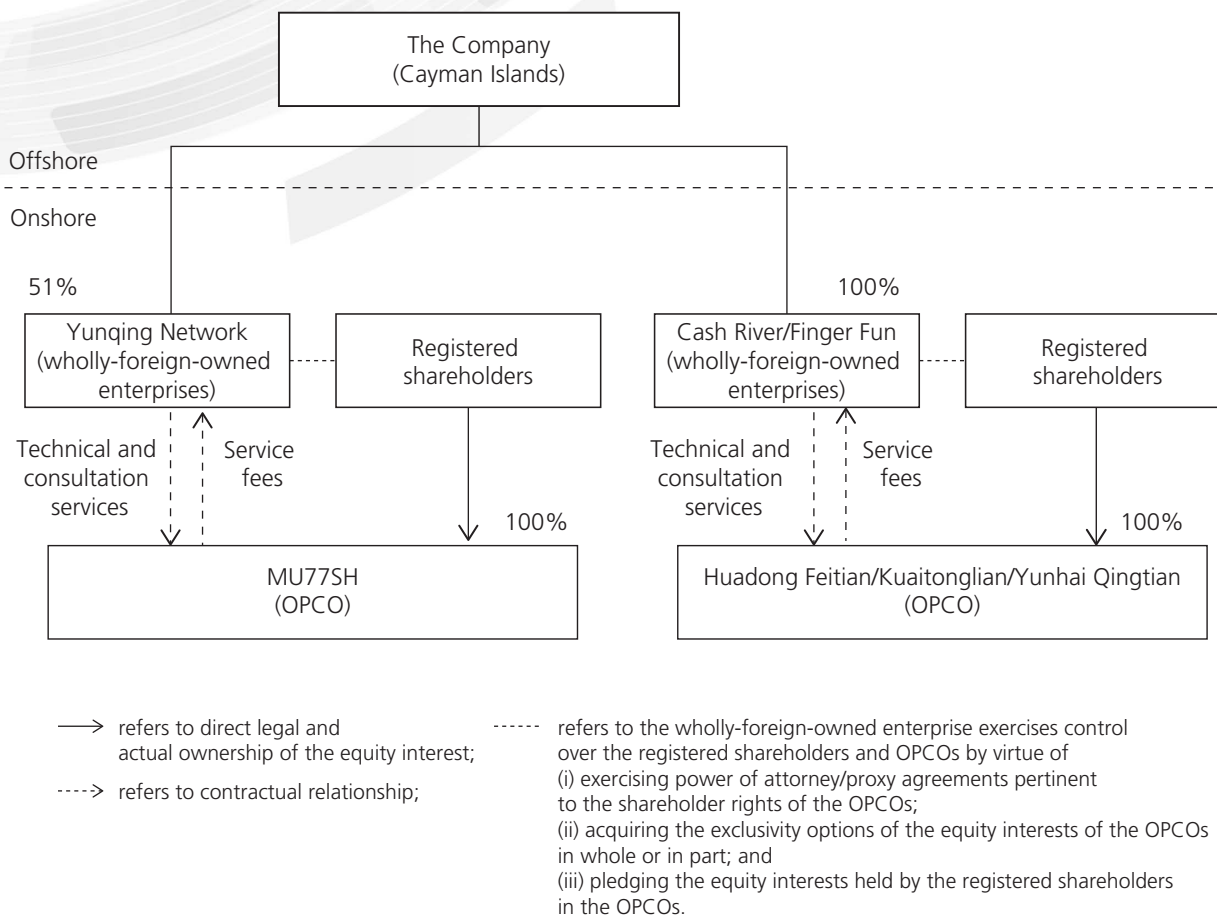 The Company
(Cayman Islands)
Offshore
Onshore
51%
100%
Yunqing Network
(wholly-foreign-owned
enterprises)
Registered
shareholders
Cash River/Finger Fun
(wholly-foreign-owned
enterprises)
Registered
shareholders
Technical and
consultation
services
Service
fees
100%
Technical and
consultation
services
Service
fees
100%
MU77SH
(OPCO)
Huadong Feitian/Kuaitonglian/Yunhai Qingtian
(OPCO)
refers to direct legal and
actual ownership of the equity interest;
refers to contractual relationship;
refers to the wholly-foreign-owned enterprise exercises control
over the registered shareholders and OPCOs by virtue of
(i) exercising power of attorney/proxy agreements pertinent
to the shareholder rights of the OPCOs;
(ii) acquiring the exclusivity options of the equity interests of the OPCOs
in whole or in part; and
(iii) pledging the equity interests held by the registered shareholders
in the OPCOs.